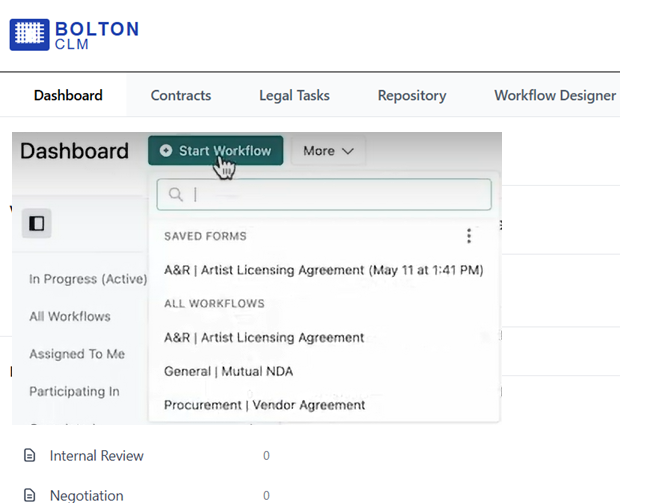 BOLTON
CLM
Dashboard Contracts Legal Tasks Repository Workflow Designer
Dashboard Start Workflow More
SAVED FORMS
A&R | Artist Licensing Agreement (May 11 at 1:41 PM)
In Progress (Active)
ALL WORKFLOWS
All Workflows
A&R | Artist Licensing Agreement
Assigned To Me
General | Mutual NDA
Participating In
Procurement | Vendor Agreement
Internal Review 0
Negotiation 0